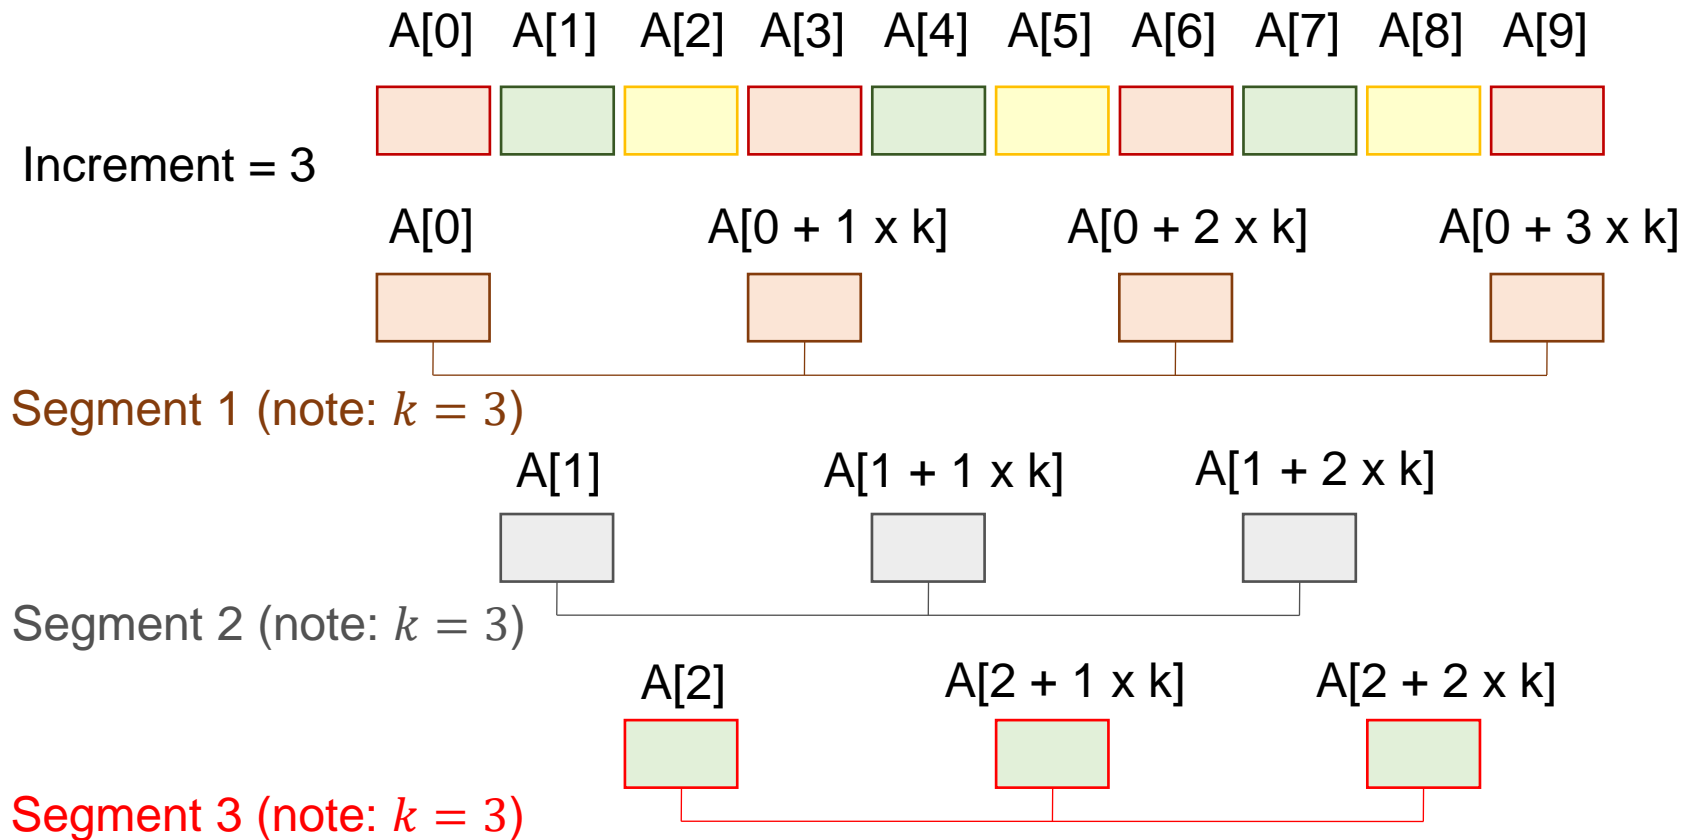 A[0] A[1] A[2] A[3] A[4] A[5] A[6] A[7] A[8] A[9]
Increment = 3
A[0] A[0 + 1 x k] A[0 + 2 x k] A[0 + 3 x k]
Segment 1 (note: k = 3)
A[1] A[1 + 1 x k] A[1 + 2 x k]
Segment 2 (note: k = 3)
A[2] A[2 + 1 x k] A[2 + 2 x k]
Segment 3 (note: k = 3)